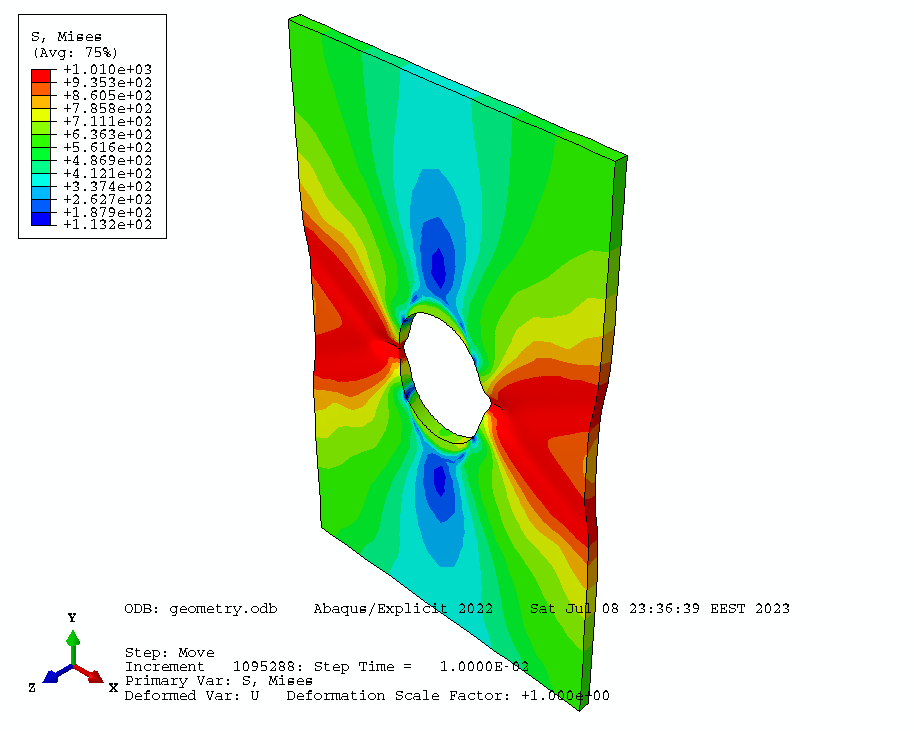 S, Mises
(Avg: 75%)
+1.010e+03
+9.353e+02
+8.605e+02
+7.858e+02
+7.111e+02
+6.363e+02
+5.616e+02
+4.869e+02
+4.121e+02
+3.374e+02
+2.627e+02
+1.879e+02
+1.132e+02
ODB: geometry.odb Abaqus/Explicit 2022 Sat Jul 08 23:36:39 EEST 2023
Y
Z X
Step: Move
Increment 1095288: Step Time = 1.0000E-02
Primary Var: S, Mises
Deformed Var: U Deformation Scale Factor: +1.000e+00